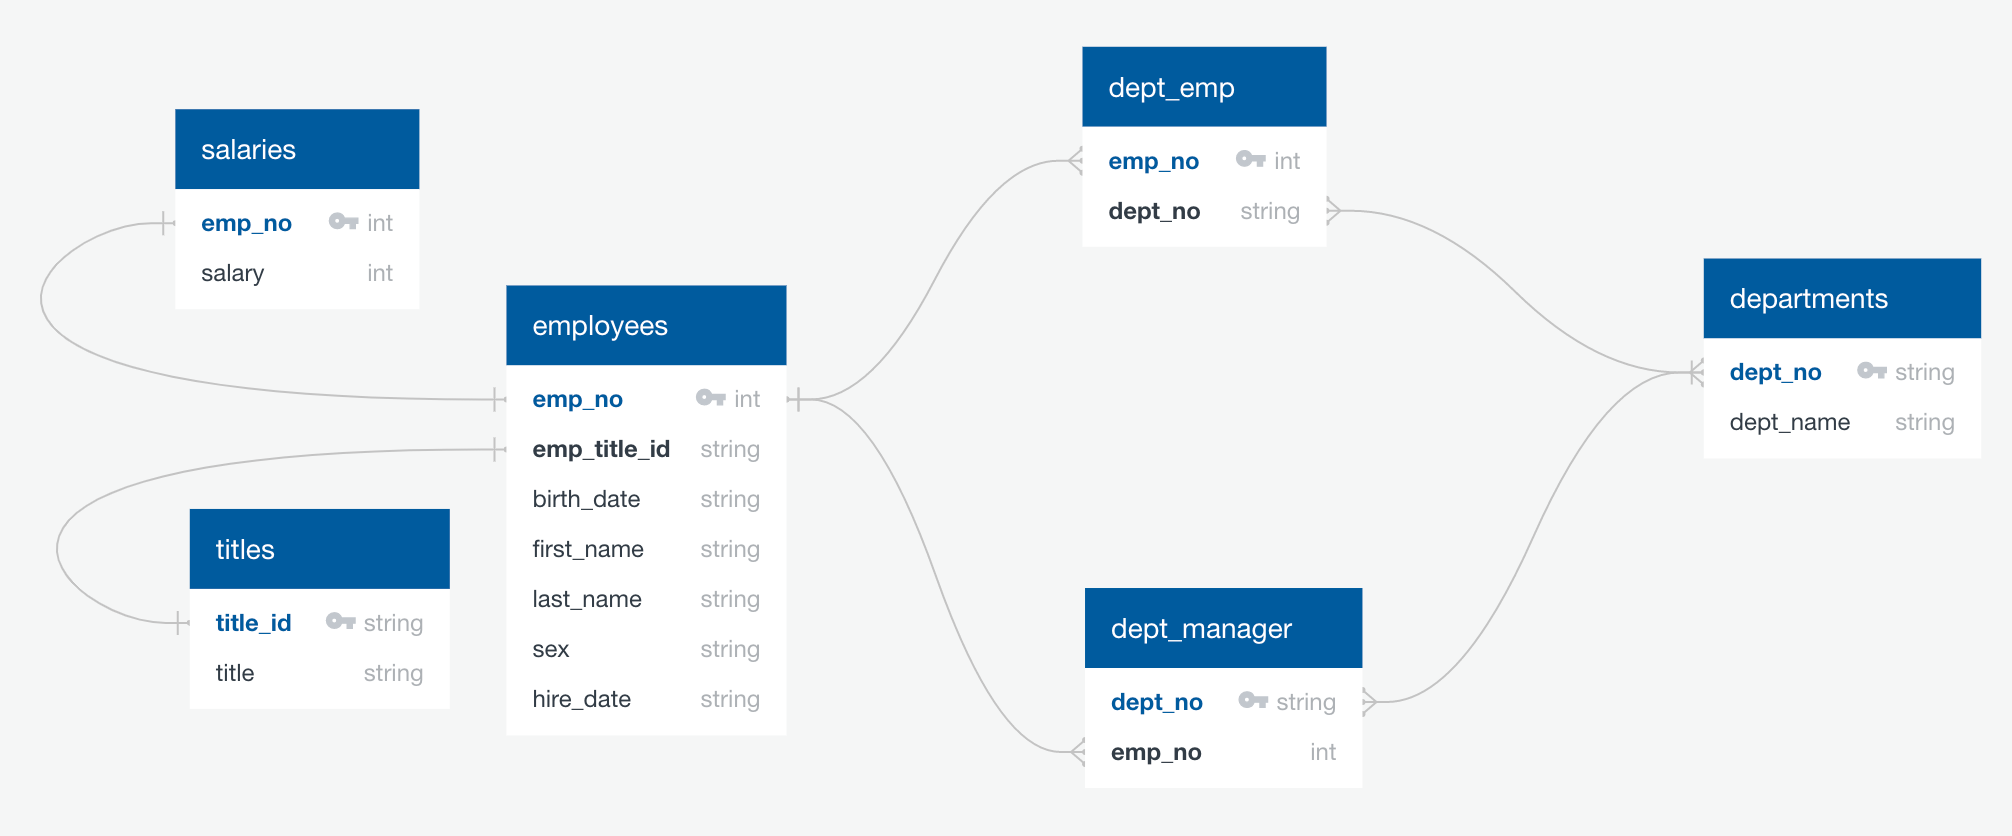 salaries
emp_no int
salary int
titles
title_id string
title string
employees
emp_no int
emp_title_id string
birth_date string
first_name string
last_name string
sex string
hire_date string
dept_emp
emp_no int
dept_no string
dept_manager
dept_no string
emp_no int
departments
dept_no string
dept_name string